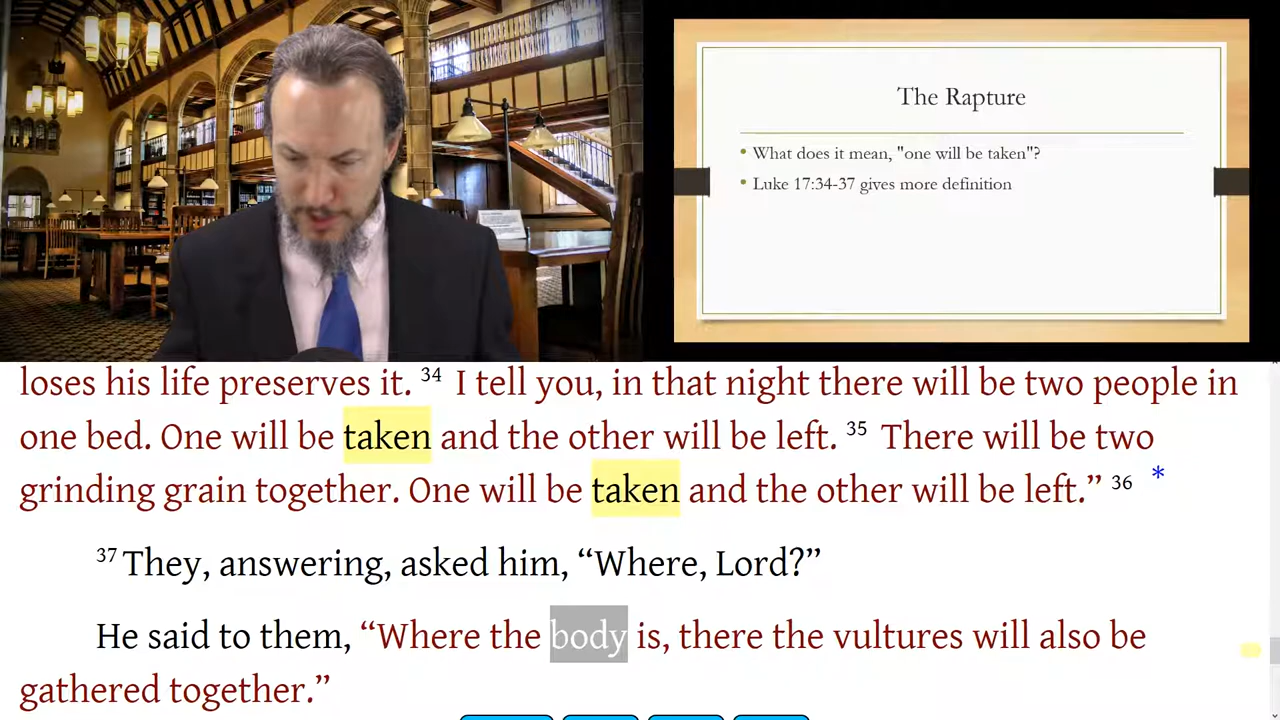 The Rapture
• What does it mean, "one will be taken"?
• Luke 17:34-37 gives more definition
loses his life preserves it. 34 I tell you, in that night there will be two people in
one bed. One will be taken and the other will be left. 35 There will be two
grinding grain together. One will be taken and the other will be left.” 36 *
37 They, answering, asked him, “Where, Lord?”
He said to them, “Where the body is, there the vultures will also be
gathered together.”